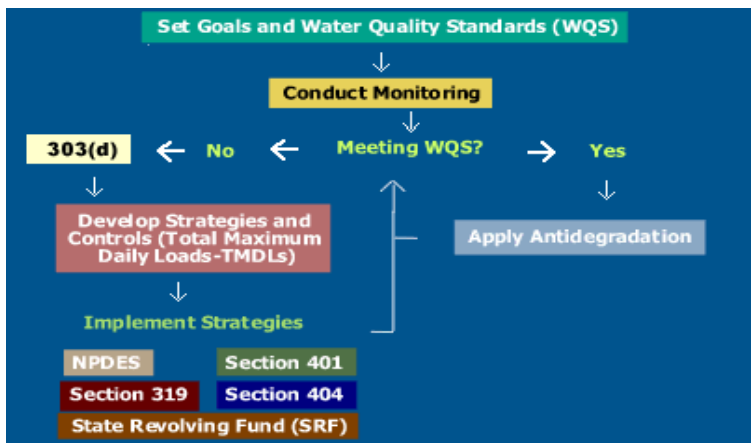 Set Goals and Water Quality Standards (WQS)
Conduct Monitoring
303(d)
No
Meeting WQS?
Yes
Develop Strategies and
Controls (Total Maximum
Daily Loads-TMDLs)
Apply Antidegradation
Implement Strategies
NPDES
Section 401
Section 319
Section 404
State Revolving Fund (SRF)